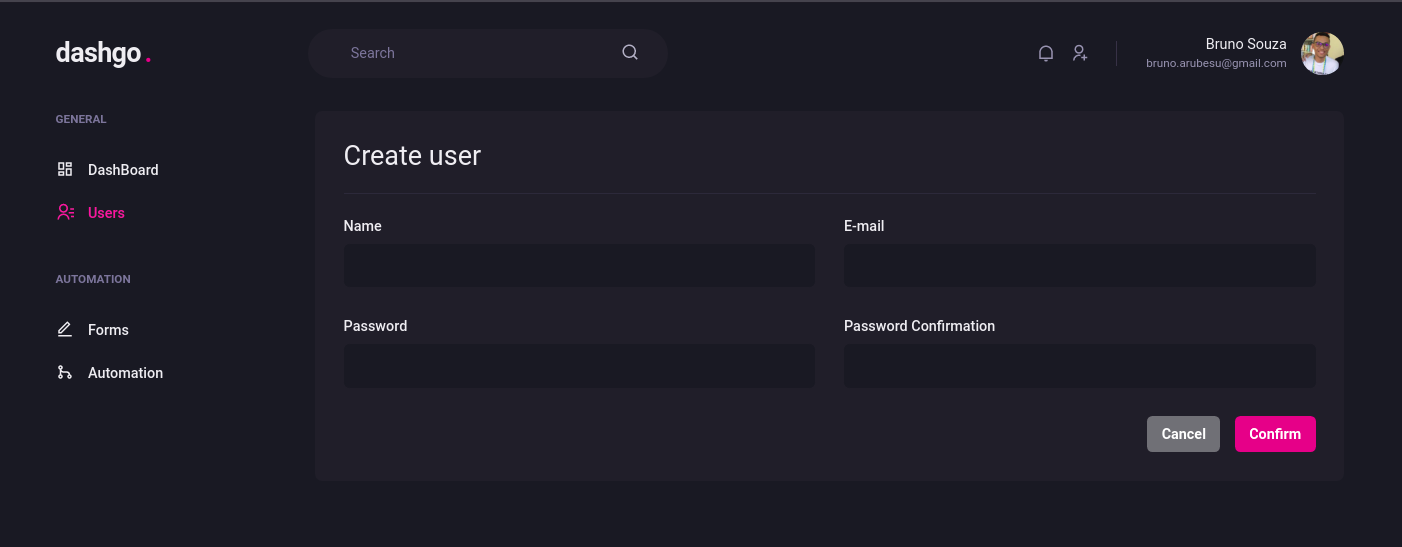 dashgo.
Search
Bruno Souza
bruno.arubesu@gmail.com
GENERAL
DashBoard
Users
AUTOMATION
Forms
Automation
Create user
Name
E-mail
Password
Password Confirmation
Cancel
Confirm